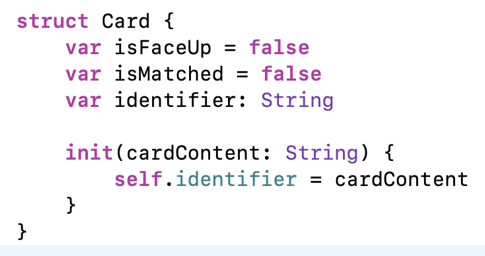 struct Card {
    var isFaceUp = false
    var isMatched = false
    var identifier: String

    init(cardContent: String) {
        self.identifier = cardContent
    }
}